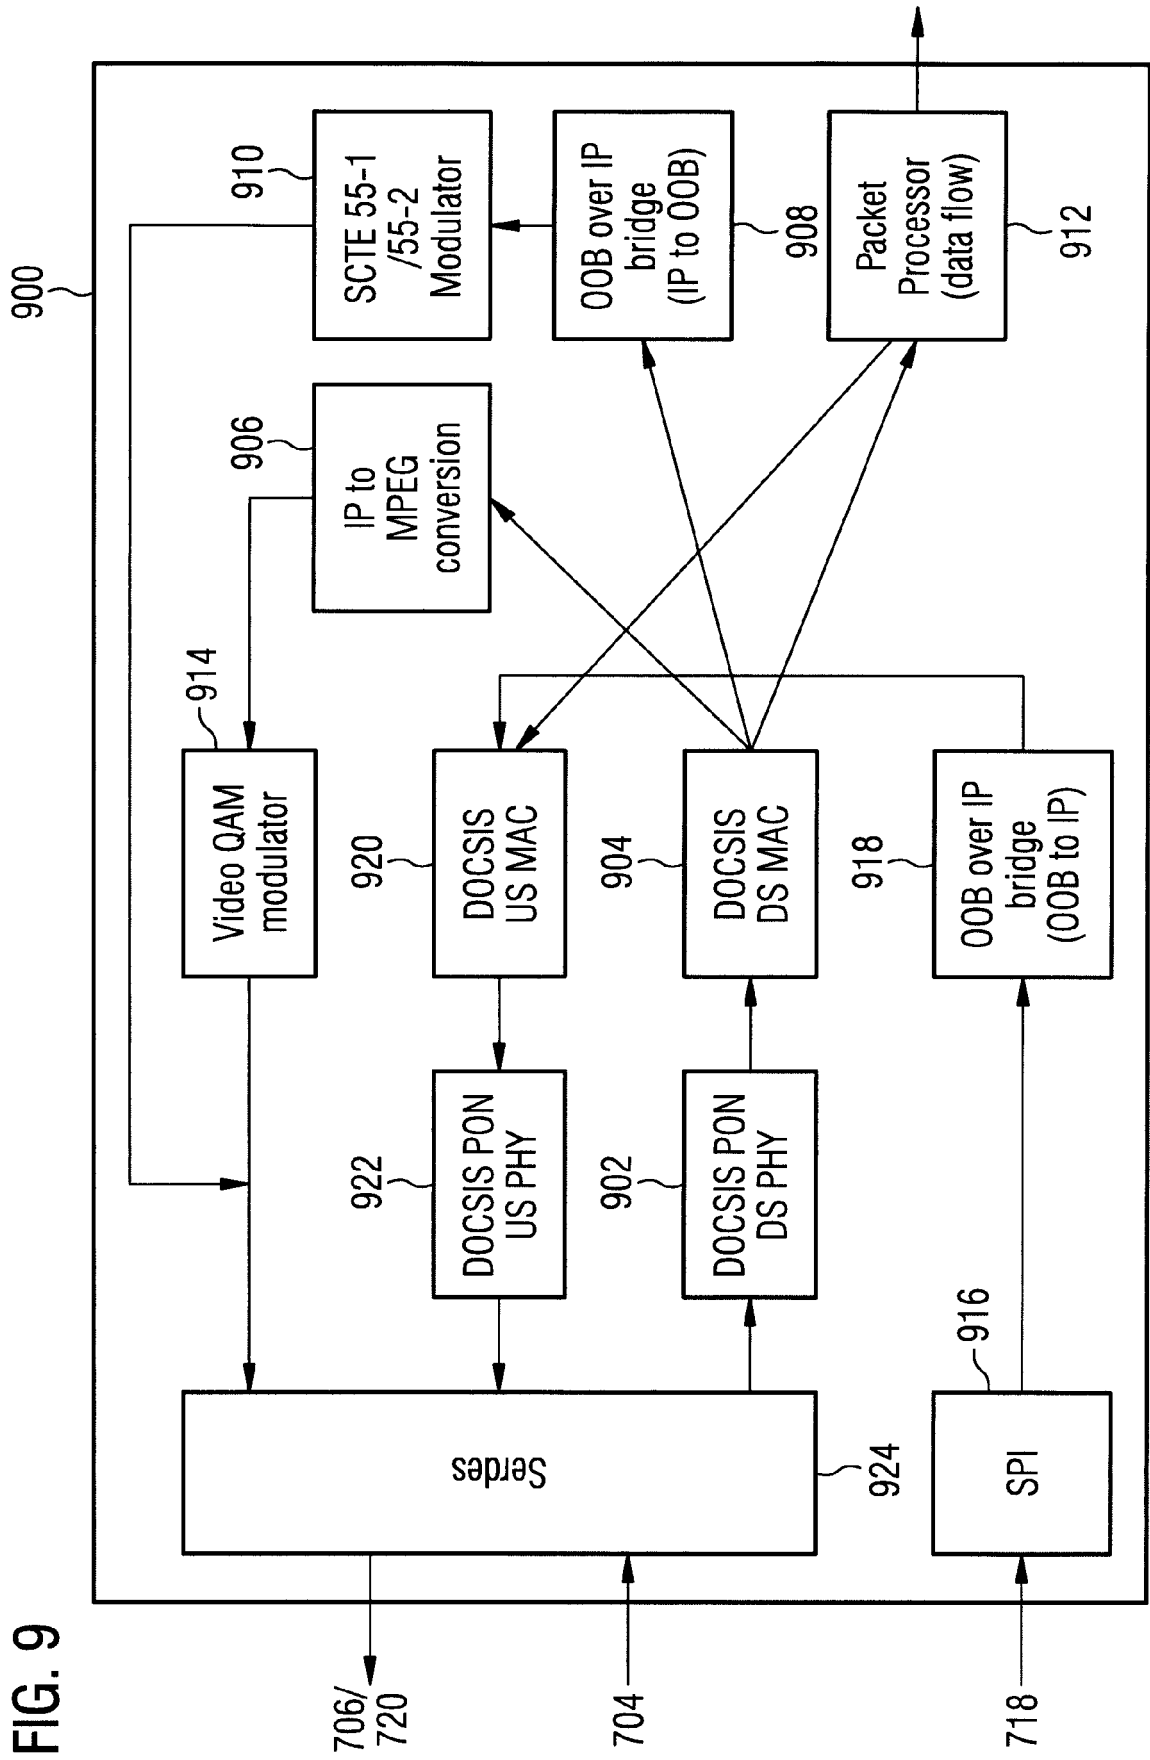 FIG. 9
900
706/
720
704
718
Serdes
924
SPI
916
DOCSIS PON
US PHY
922
DOCSIS PON
DS PHY
902
Video QAM
modulator
914
DOCSIS
US MAC
920
DOCSIS
DS MAC
904
OOB over IP
bridge
(OOB to IP)
918
IP to
MPEG
conversion
906
SCTE 55-1
/55-2
Modulator
910
OOB over IP
bridge
(IP to OOB)
908
Packet
Processor
(data flow)
912